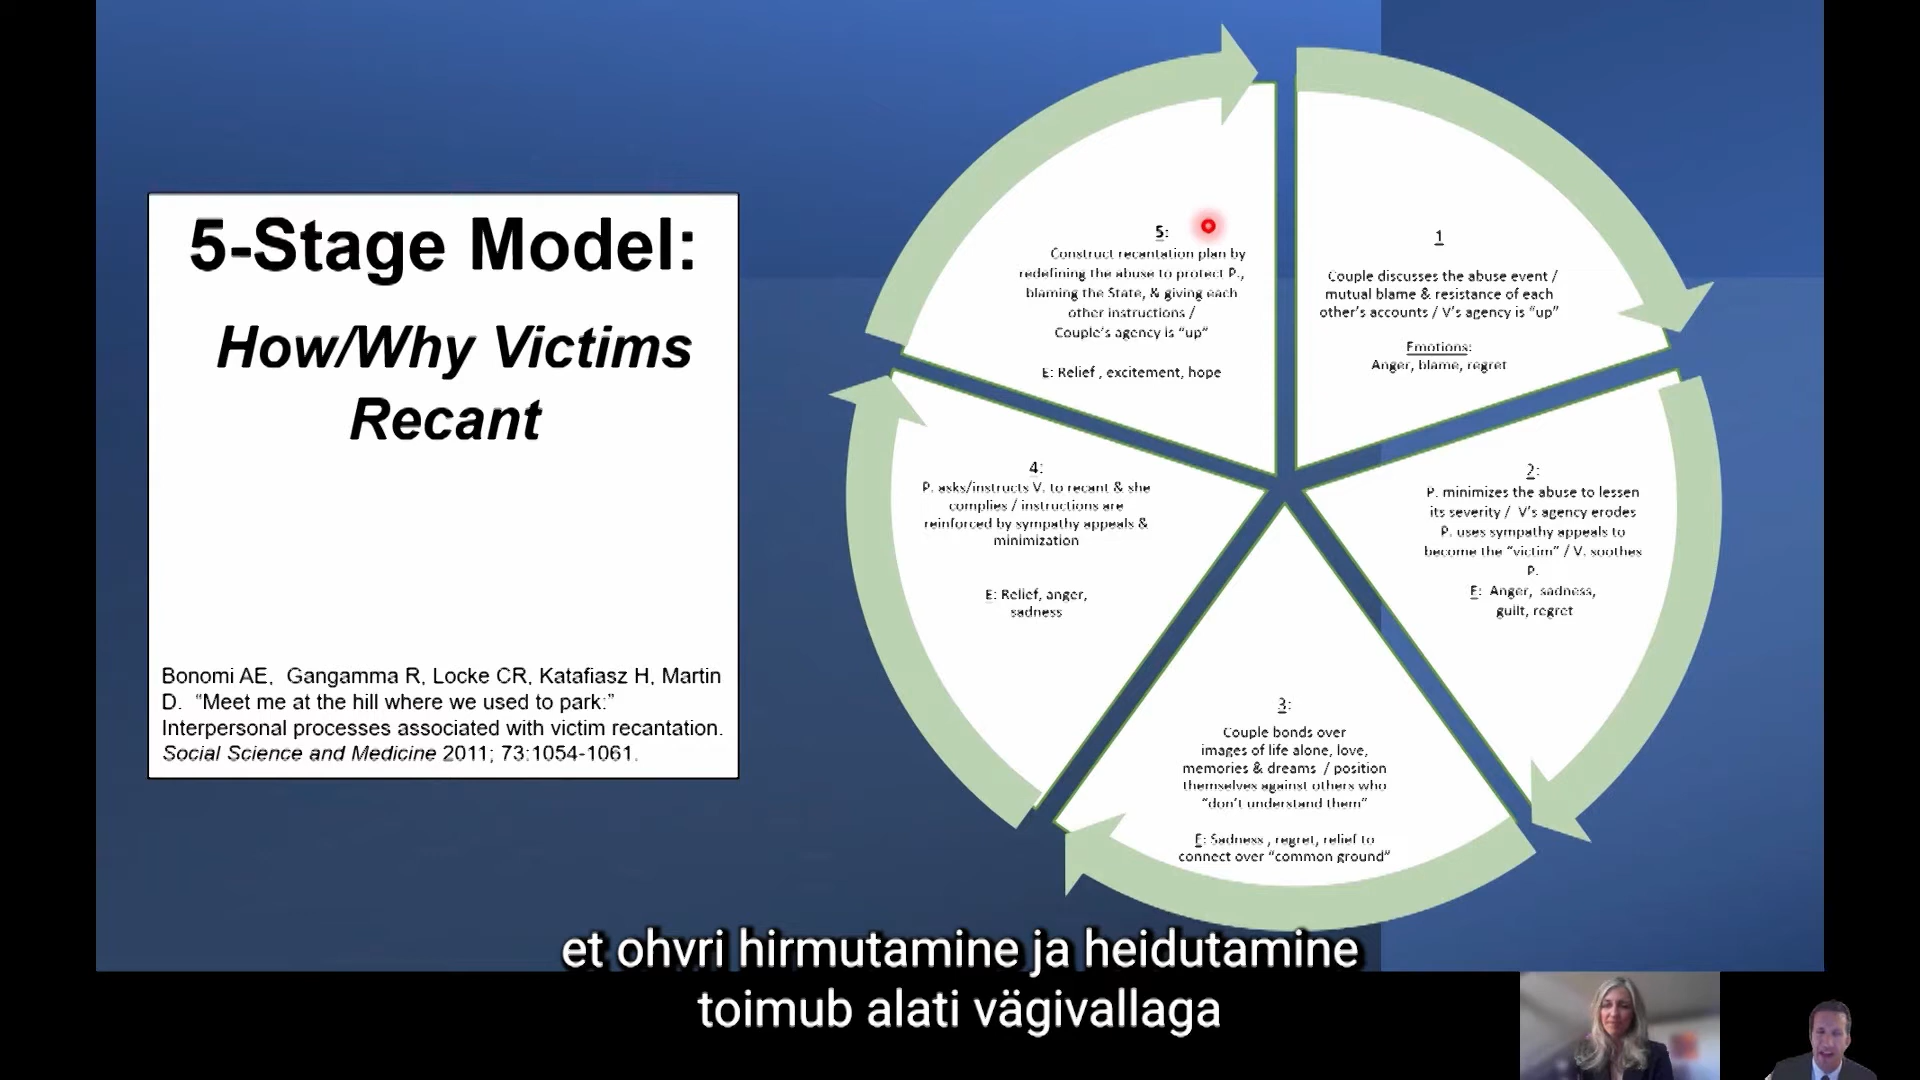 5-Stage Model:
How/Why Victims
Recant
Bonomi AE, Gangamma R, Locke CR, Katafiasz H, Martin
D. “Meet me at the hill where we used to park:”
Interpersonal processes associated with victim recantation.
Social Science and Medicine 2011; 73:1054-1061.
1
Couple discusses the abuse event /
mutual blame & resistance of each
other’s accounts / V’s agency is “up”
Emotions:
Anger, blame, regret
2:
P. minimizes the abuse to lessen
its severity / V’s agency erodes
P. uses sympathy appeals to
become the “victim” / V. soothes
P.
E: Anger, sadness,
guilt, regret
3:
Couple bonds over
images of life alone, love,
memories & dreams / position
themselves against others who
“don’t understand them”
E: Sadness , regret, relief to
connect over “common ground”
4:
P. asks/instructs V. to recant & she
complies / instructions are
reinforced by sympathy appeals &
minimization
E: Relief, anger,
sadness
5:
Construct recantation plan by
redefining the abuse to protect P.,
blaming the State, & giving each
other instructions /
Couple’s agency is “up”
E: Relief , excitement, hope
et ohvri hirmutamine ja heidutamine
toimub alati vägivallaga